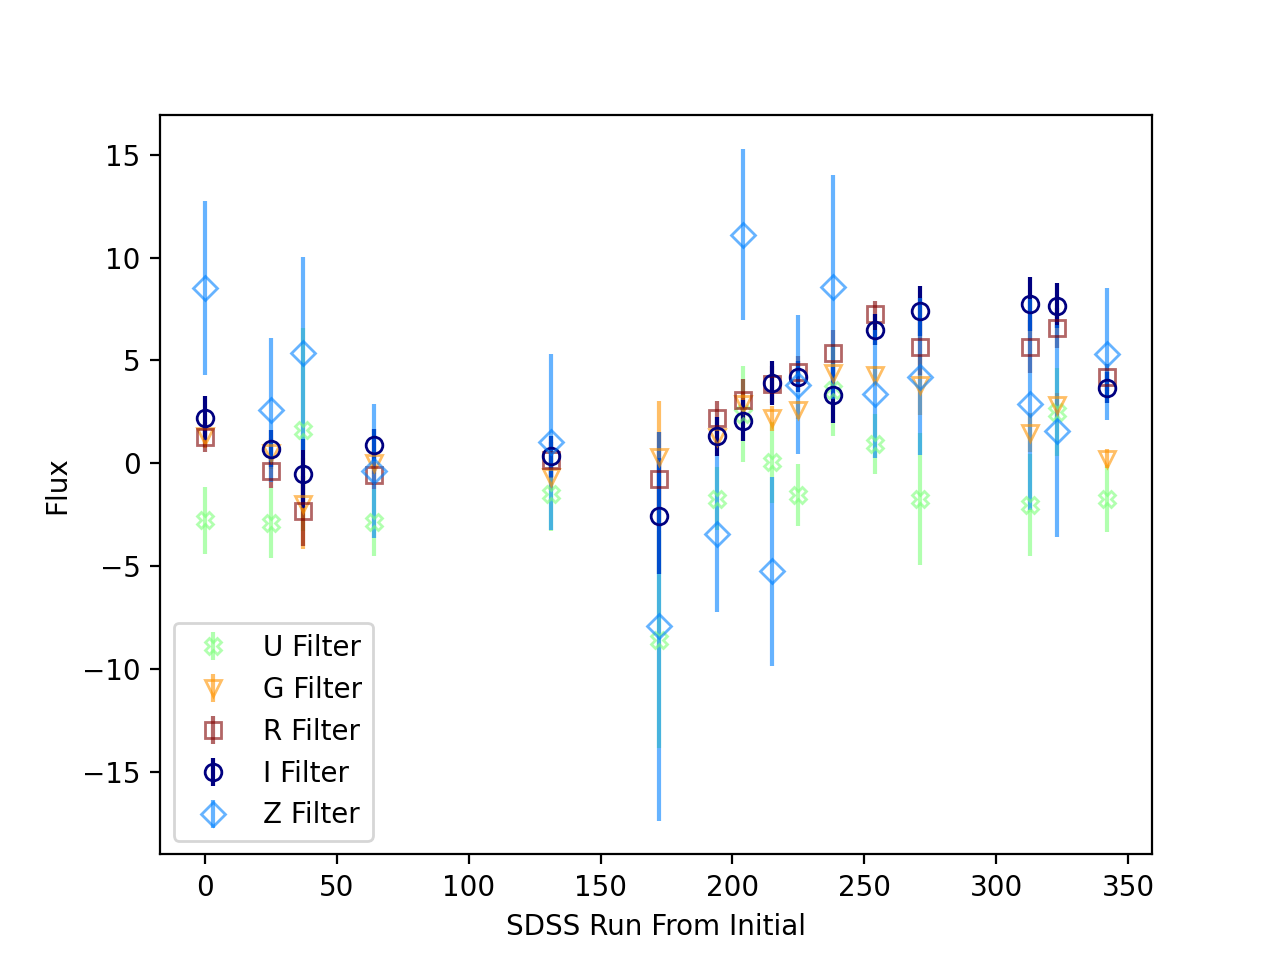 15
10
5
0
−5
−10
−15
Flux
U Filter
G Filter
R Filter
I Filter
Z Filter
0 50 100 150 200 250 300 350
SDSS Run From Initial